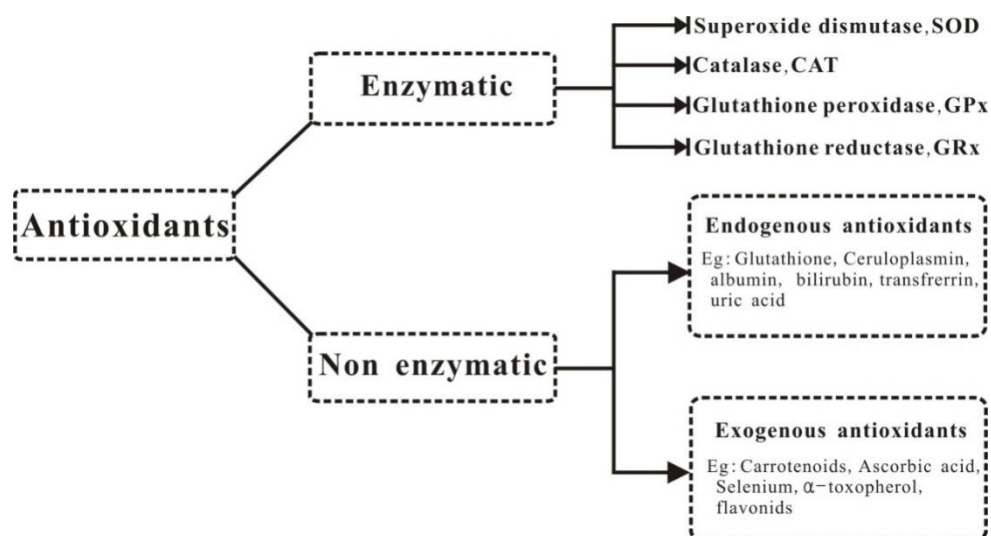 Antioxidants
Enzymatic
Superoxide dismutase,SOD
Catalase,CAT
Glutathione peroxidase,GPx
Glutathione reductase,GRx
Non enzymatic
Endogenous antioxidants
Eg:Glutathione, Ceruloplasmin,
albumin, bilirubin, transfrerrin,
uric acid
Exogenous antioxidants
Eg:Carrotenoids, Ascorbic acid,
Selenium, α-toxopherol,
flavonids